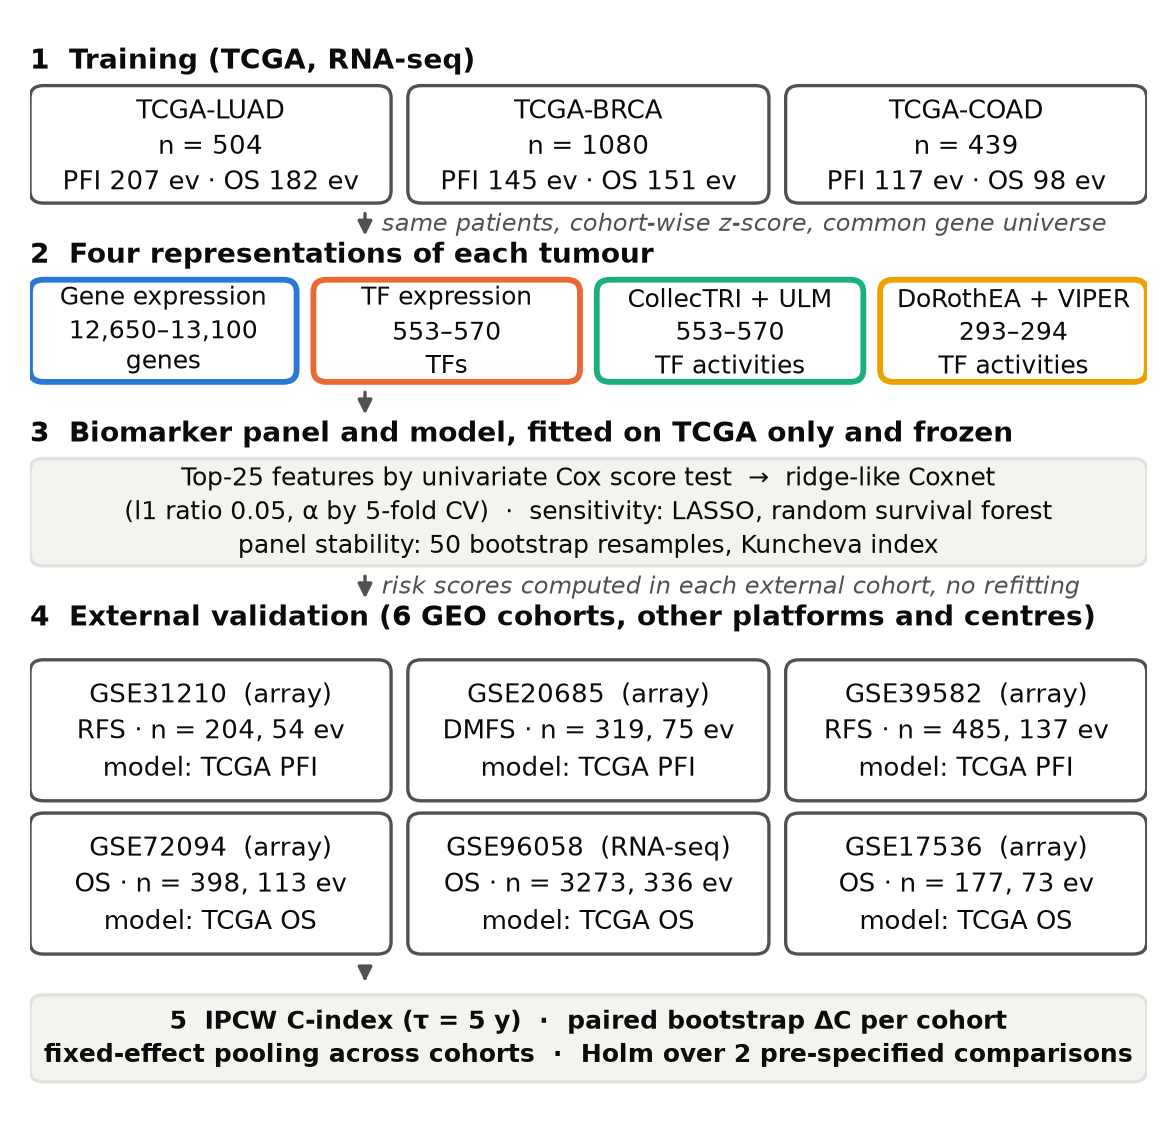 1 Training (TCGA, RNA-seq)
TCGA-LUAD
n = 504
PFI 207 ev · OS 182 ev
TCGA-BRCA
n = 1080
PFI 145 ev · OS 151 ev
TCGA-COAD
n = 439
PFI 117 ev · OS 98 ev
same patients, cohort-wise z-score, common gene universe
2 Four representations of each tumour
Gene expression
12,650–13,100
genes
TF expression
553–570
TFs
CollecTRI + ULM
553–570
TF activities
DoRothEA + VIPER
293–294
TF activities
3 Biomarker panel and model, fitted on TCGA only and frozen
Top-25 features by univariate Cox score test → ridge-like Coxnet
(l1 ratio 0.05, α by 5-fold CV) · sensitivity: LASSO, random survival forest
panel stability: 50 bootstrap resamples, Kuncheva index
risk scores computed in each external cohort, no refitting
4 External validation (6 GEO cohorts, other platforms and centres)
GSE31210 (array)
RFS · n = 204, 54 ev
model: TCGA PFI
GSE20685 (array)
DMFS · n = 319, 75 ev
model: TCGA PFI
GSE39582 (array)
RFS · n = 485, 137 ev
model: TCGA PFI
GSE72094 (array)
OS · n = 398, 113 ev
model: TCGA OS
GSE96058 (RNA-seq)
OS · n = 3273, 336 ev
model: TCGA OS
GSE17536 (array)
OS · n = 177, 73 ev
model: TCGA OS
5 IPCW C-index (τ = 5 y) · paired bootstrap ΔC per cohort
fixed-effect pooling across cohorts · Holm over 2 pre-specified comparisons